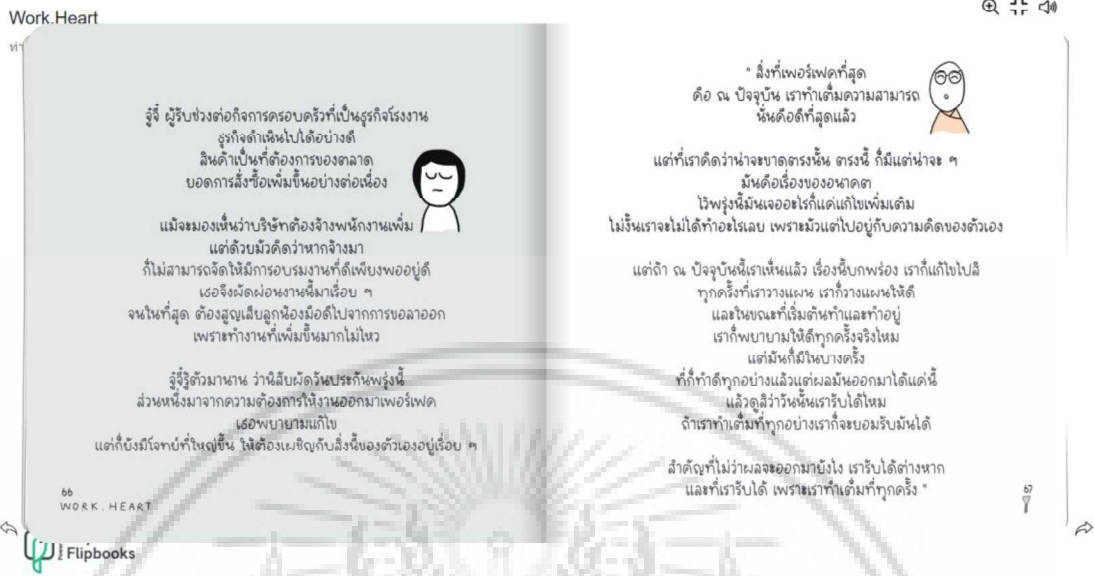 Work.Heart
จู๋จี๋ ผู้รับช่วงต่อกิจการครอบครัวที่เป็นธุรกิจโรงงาน
ธุรกิจดำเนินไปได้อย่างดี
สินค้าเป็นที่ต้องการของตลาด
ยอดการสั่งซื้อเพิ่มขึ้นอย่างต่อเนื่อง
แม้จะมองเห็นว่าบริษัทต้องจ้างพนักงานเพิ่ม
แต่ด้วยมัวคิดว่าหากจ้างมา
ก็ไม่สามารถจัดให้มีการอบรมงานที่ดีเพียงพออยู่ดี
เธอจึงผัดผ่อนงานนี้มาเรื่อย ๆ
จนในที่สุด ต้องสูญเสียลูกน้องมือดีไปจากการขอลาออก
เพราะทำงานที่เพิ่มขึ้นมากไม่ไหว
จู๋จี๋รู้ตัวมานาน ว่านิสัยผัดวันประกันพรุ่งนี้
ส่วนหนึ่งมาจากความต้องการให้งานออกมาเพอร์เฟค
เธอพยายามแก้ไข
แต่ก็ยังมีโจทย์ที่ใหญ่ขึ้น ให้ต้องเผชิญกับสิ่งนี้ของตัวเองอยู่เรื่อย ๆ
66
WORK.HEART
" สิ่งที่เพอร์เฟคที่สุด
คือ ณ ปัจจุบัน เราทำเต็มความสามารถ
นั่นคือดีที่สุดแล้ว
แต่ที่เราคิดว่าน่าจะขาดตรงนั้น ตรงนี้ ก็มีแต่น่าจะ ๆ
มันคือเรื่องของอนาคต
ไว้พรุ่งนี้มันเจออะไรก็แค่แก้ไขเพิ่มเติม
ไม่งั้นเราจะไม่ได้ทำอะไรเลย เพราะมัวแต่ไปอยู่กับความคิดของตัวเอง
แต่ถ้า ณ ปัจจุบันนี้เราเห็นแล้ว เรื่องนี้บกพร่อง เราก็แก้ไขไปสิ
ทุกครั้งที่เราวางแผน เราก็วางแผนให้ดี
และในขณะที่เริ่มต้นทำและทำอยู่
เราก็พยายามให้ดีทุกครั้งจริงไหม
แต่มันก็มีในบางครั้ง
ที่ก็ทำดีทุกอย่างแล้วแต่ผลมันออกมาได้แค่นี้
แล้วดูสิว่าวันนั้นเรารับได้ไหม
ถ้าเราทำเต็มที่ทุกอย่างเราก็จะยอมรับมันได้
สำคัญที่ไม่ว่าผลจะออกมายังไง เรารับได้ต่างหาก
และที่เรารับได้ เพราะเราทำเต็มที่ทุกครั้ง "
67
Flipbooks